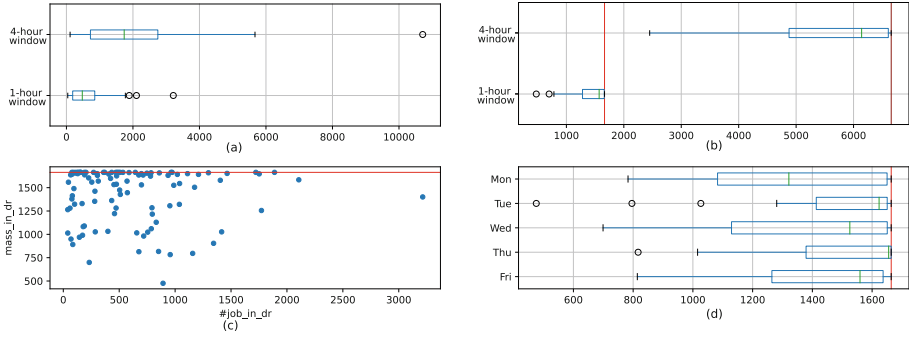 4-hour
window
1-hour
window
0 2000 4000 6000 8000 10000
(a)
4-hour
window
1-hour
window
1000 2000 3000 4000 5000 6000
(b)
mass_in_dr
1500
1250
1000
750
500
0 500 1000 1500 2000 2500 3000
#job_in_dr
(c)
Mon
Tue
Wed
Thu
Fri
600 800 1000 1200 1400 1600
(d)